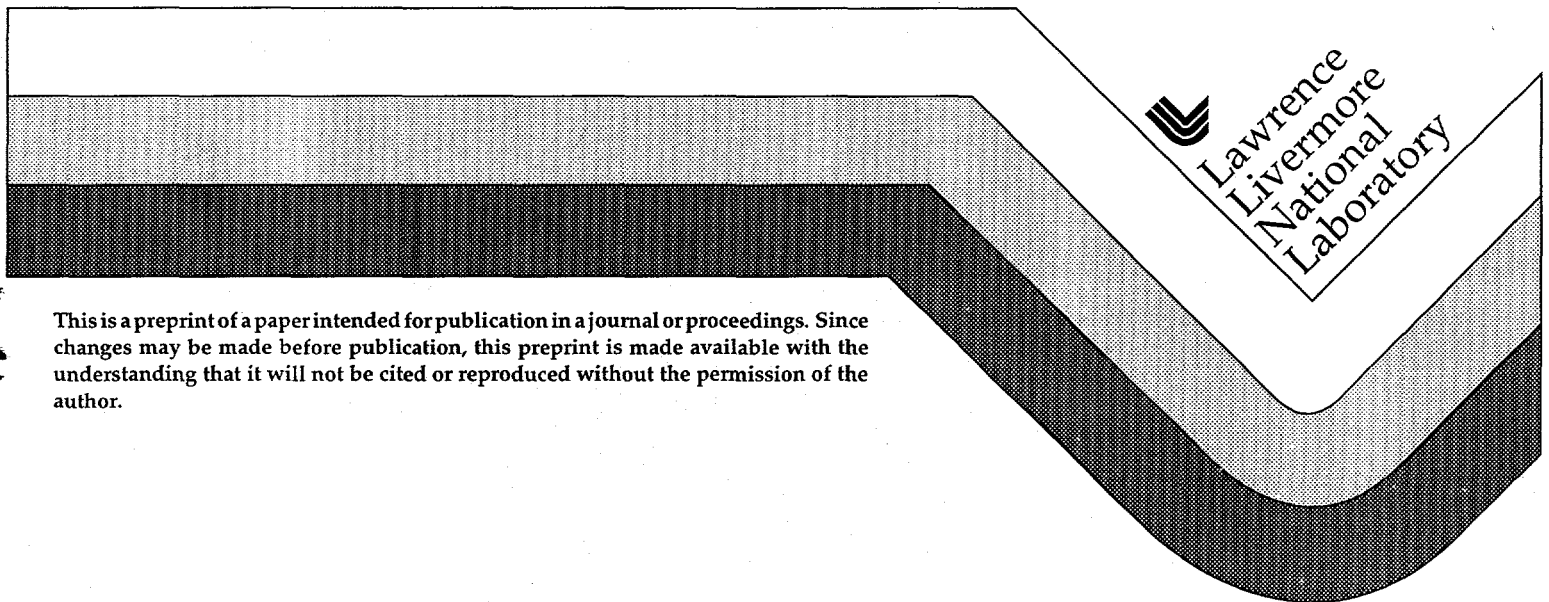 Lawrence
Livermore
National
Laboratory
This is a preprint of a paper intended for publication in a journal or proceedings. Since
changes may be made before publication, this preprint is made available with the
understanding that it will not be cited or reproduced without the permission of the
author.